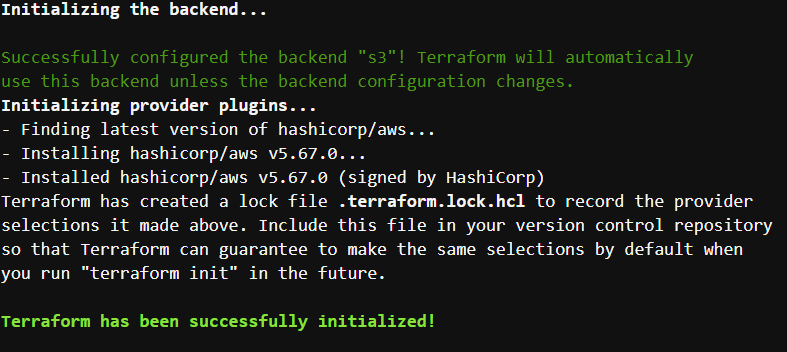 Initializing the backend...
Successfully configured the backend "s3"! Terraform will automatically
use this backend unless the backend configuration changes.
Initializing provider plugins...
- Finding latest version of hashicorp/aws...
- Installing hashicorp/aws v5.67.0...
- Installed hashicorp/aws v5.67.0 (signed by HashiCorp)
Terraform has created a lock file .terraform.lock.hcl to record the provider
selections it made above. Include this file in your version control repository
so that Terraform can guarantee to make the same selections by default when
you run "terraform init" in the future.
Terraform has been successfully initialized!